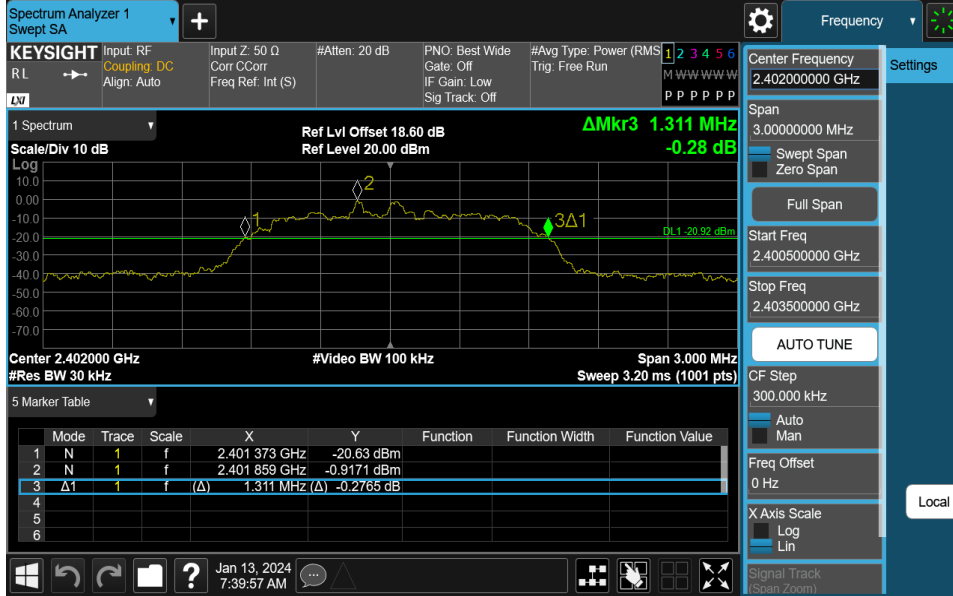 Spectrum Analyzer 1
Swept SA
+
Frequency
KEYSIGHT
R L
LXI
Input: RF
Coupling: DC
Align: Auto
Input Z: 50 Ω
Corr CCorr
Freq Ref: Int (S)
#Atten: 20 dB
PNO: Best Wide
Gate: Off
IF Gain: Low
Sig Track: Off
#Avg Type: Power (RMS
Trig: Free Run
1 2 3 4 5 6
M W W W W W
P P P P P P
1 Spectrum
Scale/Div 10 dB
Ref Lvl Offset 18.60 dB
Ref Level 20.00 dBm
ΔMkr3 1.311 MHz
-0.28 dB
Log
10.0
0.00
-10.0
-20.0
-30.0
-40.0
-50.0
-60.0
-70.0
1
2
3Δ1
DL1 -20.92 dBm
Center 2.402000 GHz
#Video BW 100 kHz
Span 3.000 MHz
#Res BW 30 kHz
Sweep 3.20 ms (1001 pts)
5 Marker Table
Mode Trace Scale X Y Function Function Width Function Value
1 N 1 f 2.401 373 GHz -20.63 dBm
2 N 1 f 2.401 859 GHz -0.9171 dBm
3 Δ1 1 f (Δ) 1.311 MHz (Δ) -0.2765 dB
4
5
6
?
Jan 13, 2024
7:39:57 AM
Center Frequency
2.402000000 GHz
Settings
Span
3.00000000 MHz
Swept Span
Zero Span
Full Span
Start Freq
2.400500000 GHz
Stop Freq
2.403500000 GHz
AUTO TUNE
CF Step
300.000 kHz
Auto
Man
Freq Offset
0 Hz
Local
X Axis Scale
Log
Lin
Signal Track
(Span Zoom)